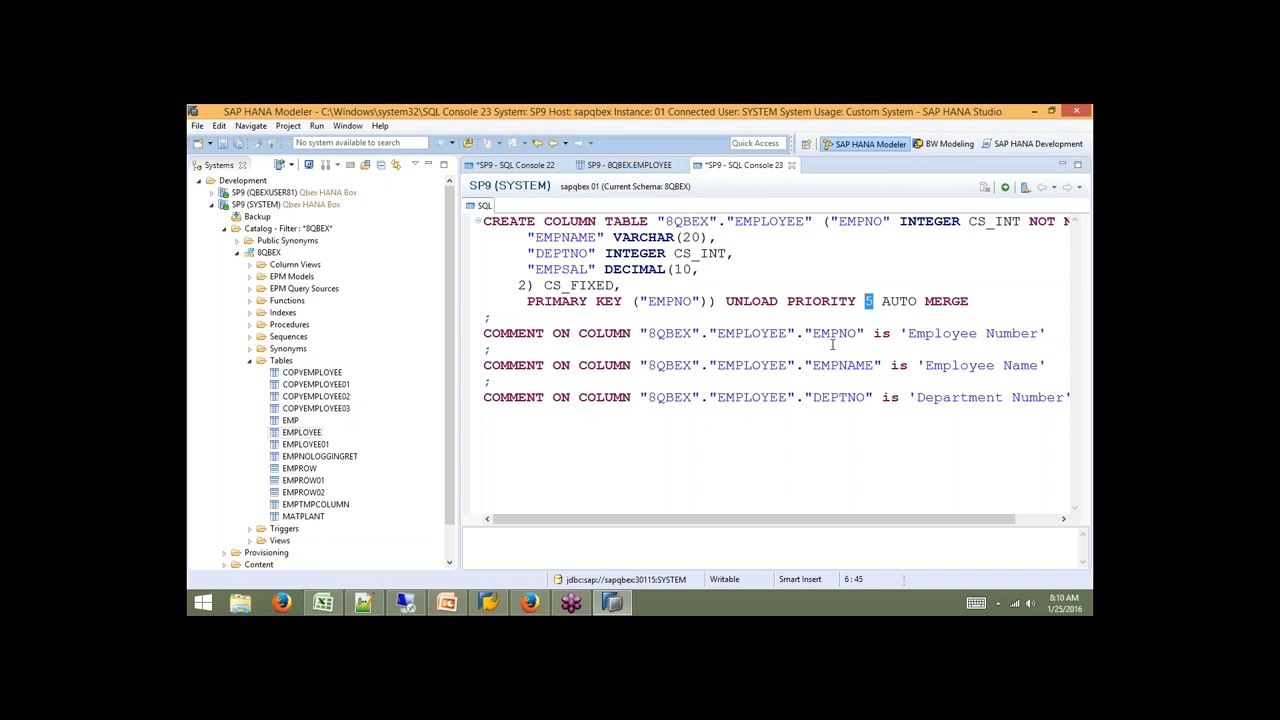 SAP HANA Modeler - C:\Windows\system32\SQL Console 23 System: SP9 Host: sapqbex Instance: 01 Connected User: SYSTEM System Usage: Custom System - SAP HANA Studio
File Edit Navigate Project Run Window Help
No system available to search
Quick Access
SAP HANA Modeler
BW Modeling
SAP HANA Development
Systems
*SP9 - SQL Console 22
SP9 - 8QBEX.EMPLOYEE
*SP9 - SQL Console 23
Development
SP9 (QBEXUSER81) Qbex HANA Box
SP9 (SYSTEM) Qbex HANA Box
Backup
Catalog - Filter : "8QBEX"
Public Synonyms
8QBEX
Column Views
EPM Models
EPM Query Sources
Functions
Indexes
Procedures
Sequences
Synonyms
Tables
COPYEMPLOYEE
COPYEMPLOYEE01
COPYEMPLOYEE02
COPYEMPLOYEE03
EMP
EMPLOYEE
EMPLOYEE01
EMPNOLOGGINGRET
EMPROW
EMPROW01
EMPROW02
EMPTMPCOLUMN
MATPLANT
Triggers
Views
Provisioning
Content
SP9 (SYSTEM) sapqbex 01 (Current Schema: 8QBEX)
SQL
CREATE COLUMN TABLE "8QBEX"."EMPLOYEE" ("EMPNO" INTEGER CS_INT NOT N
"EMPNAME" VARCHAR(20),
"DEPTNO" INTEGER CS_INT,
"EMPSAL" DECIMAL(10,
2) CS_FIXED,
PRIMARY KEY ("EMPNO")) UNLOAD PRIORITY 5 AUTO MERGE
;
COMMENT ON COLUMN "8QBEX"."EMPLOYEE"."EMPNO" is 'Employee Number'
;
COMMENT ON COLUMN "8QBEX"."EMPLOYEE"."EMPNAME" is 'Employee Name'
;
COMMENT ON COLUMN "8QBEX"."EMPLOYEE"."DEPTNO" is 'Department Number'
jdbc:sap://sapqbex:30115:SYSTEM
Writable
Smart Insert
6 : 45
8:10 AM
1/25/2016